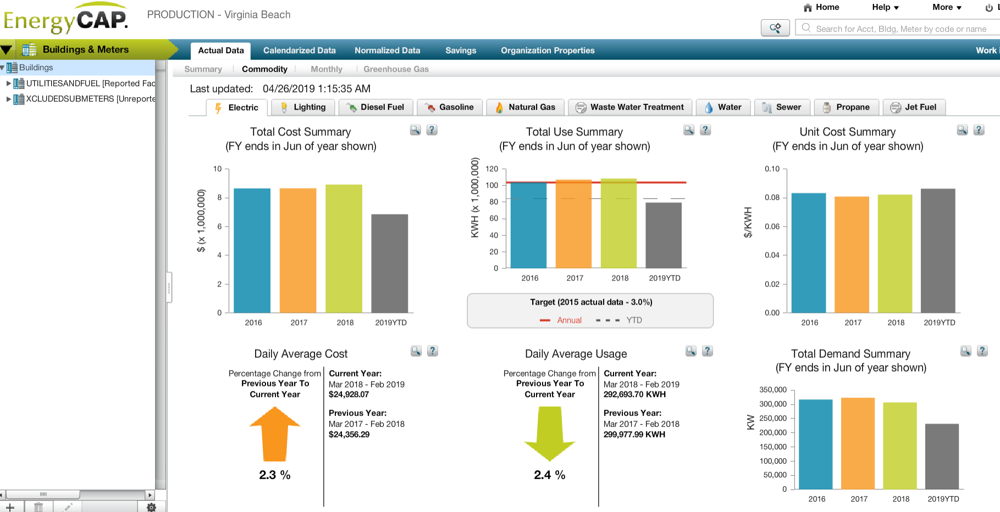 EnergyCAP.
PRODUCTION - Virginia Beach
Home
Help
More
Search for Acct, Bldg, Meter by code or name
Buildings & Meters
Actual Data
Calendarized Data
Normalized Data
Savings
Organization Properties
Work
Buildings
UTILITIESANDFUEL [Reported Fac
XCLUDEDSUBMETERS [Unreporte
Summary
Commodity
Monthly
Greenhouse Gas
Last updated: 04/26/2019 1:15:35 AM
Electric
Lighting
Diesel Fuel
Gasoline
Natural Gas
Waste Water Treatment
Water
Sewer
Propane
Jet Fuel
Total Cost Summary
(FY ends in Jun of year shown)
$ (x 1,000,000)
10
8
6
4
2
0
2016
2017
2018
2019YTD
Total Use Summary
(FY ends in Jun of year shown)
KWH (x 1,000,000)
120
100
80
60
40
20
0
2016
2017
2018
2019YTD
Target (2015 actual data - 3.0%)
Annual
YTD
Unit Cost Summary
(FY ends in Jun of year shown)
$/KWH
0.10
0.08
0.06
0.04
0.02
0.00
2016
2017
2018
2019YTD
Daily Average Cost
Percentage Change from
Previous Year To
Current Year
2.3 %
Current Year:
Mar 2018 - Feb 2019
$24,928.07
Previous Year:
Mar 2017 - Feb 2018
$24,356.29
Daily Average Usage
Percentage Change from
Previous Year To
Current Year
2.4 %
Current Year:
Mar 2018 - Feb 2019
292,693.70 KWH
Previous Year:
Mar 2017 - Feb 2018
299,977.99 KWH
Total Demand Summary
(FY ends in Jun of year shown)
KW
350,000
300,000
250,000
200,000
150,000
100,000
50,000
0
2016
2017
2018
2019YTD